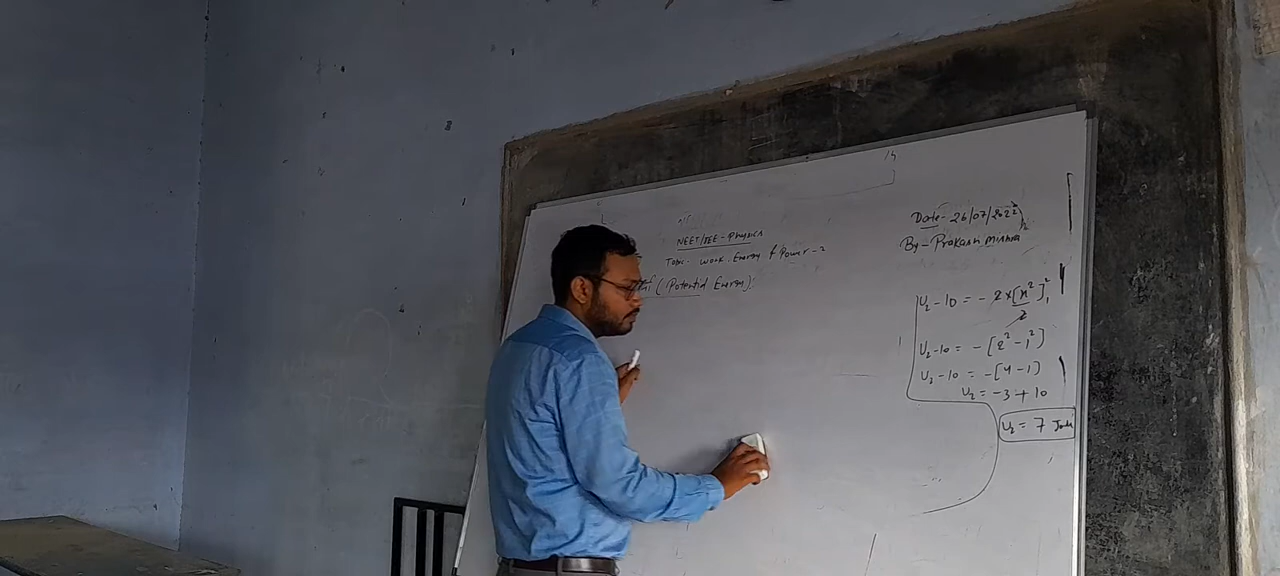 NEET/JEE-Physics
Topic- Work, Energy & Power-2
(Potential Energy):
Date- 26/07/2022
By- Prakash Mishra
U₂-10 = - 2×[x²/2]²₁
U₂-10 = -[2²-1²]
U₂-10 = -[4-1]
U₂ = -3+10
U₂ = 7 Joule